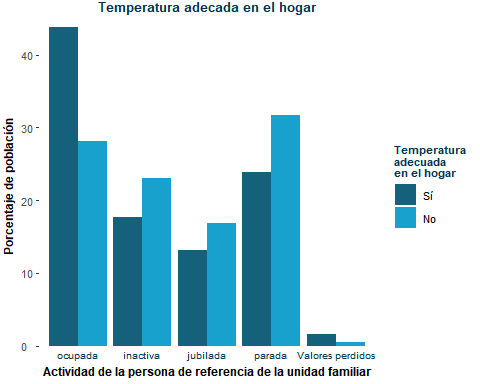 Temperatura adecada en el hogar
Porcentaje de población
40
30
20
10
0
ocupada inactiva jubilada parada Valores perdidos
Actividad de la persona de referencia de la unidad familiar
Temperatura
adecuada
en el hogar
Sí
No